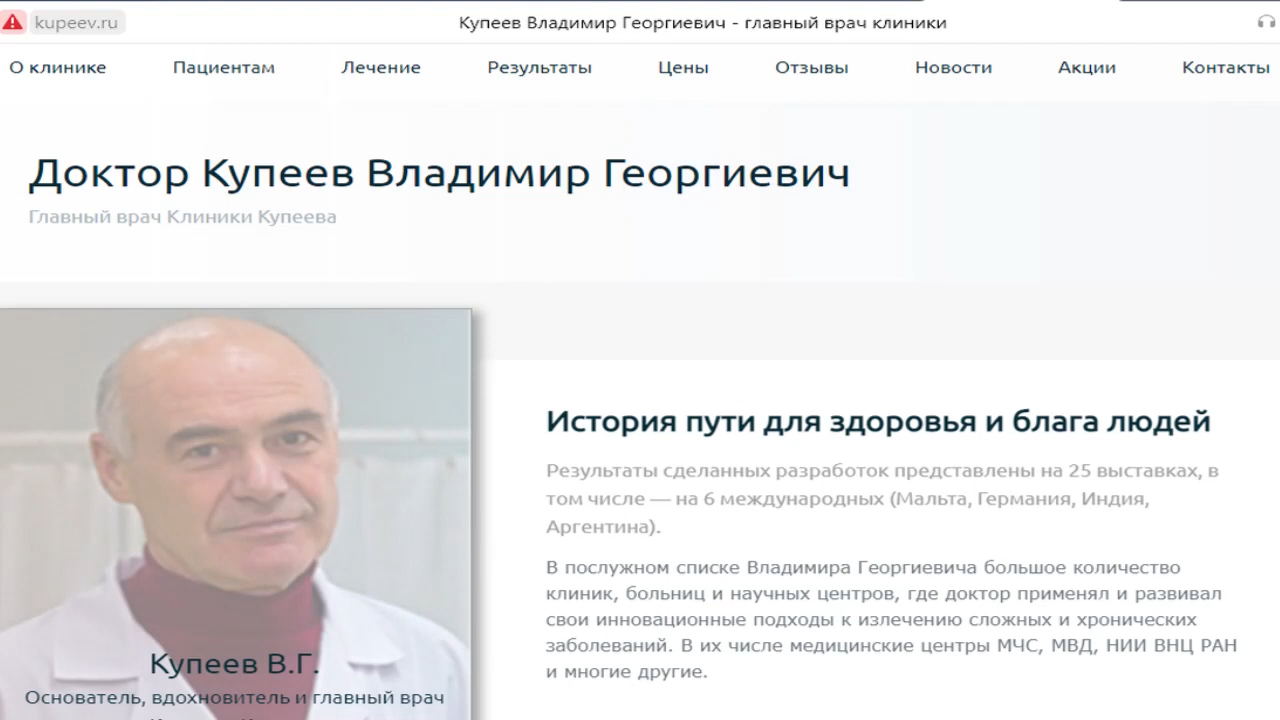 kupeev.ru
Купеев Владимир Георгиевич - главный врач клиники
О клинике Пациентам Лечение Результаты Цены Отзывы Новости Акции Контакты
Доктор Купеев Владимир Георгиевич
Главный врач Клиники Купеева
История пути для здоровья и блага людей
Результаты сделанных разработок представлены на 25 выставках, в
том числе — на 6 международных (Мальта, Германия, Индия,
Аргентина).
В послужном списке Владимира Георгиевича большое количество
клиник, больниц и научных центров, где доктор применял и развивал
свои инновационные подходы к излечению сложных и хронических
заболеваний. В их числе медицинские центры МЧС, МВД, НИИ ВНЦ РАН
и многие другие.
Купеев В.Г.
Основатель, вдохновитель и главный врач